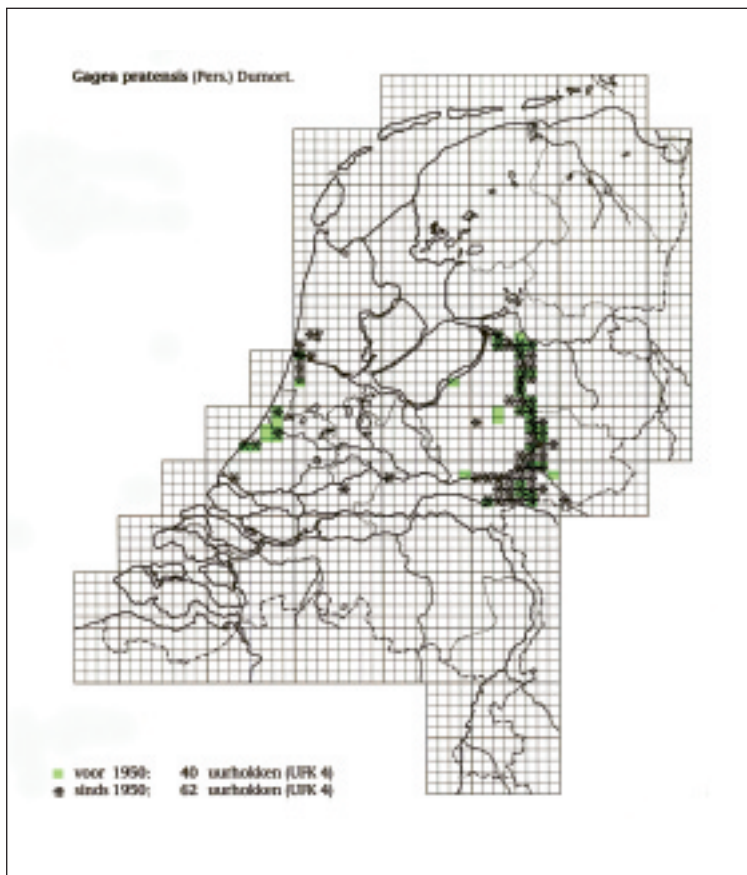 Gagea pratensis (Pers.) Dumort.
voor 1950: 40 uurhokken (UFK 4)
sinds 1950: 62 uurhokken (UFK 4)